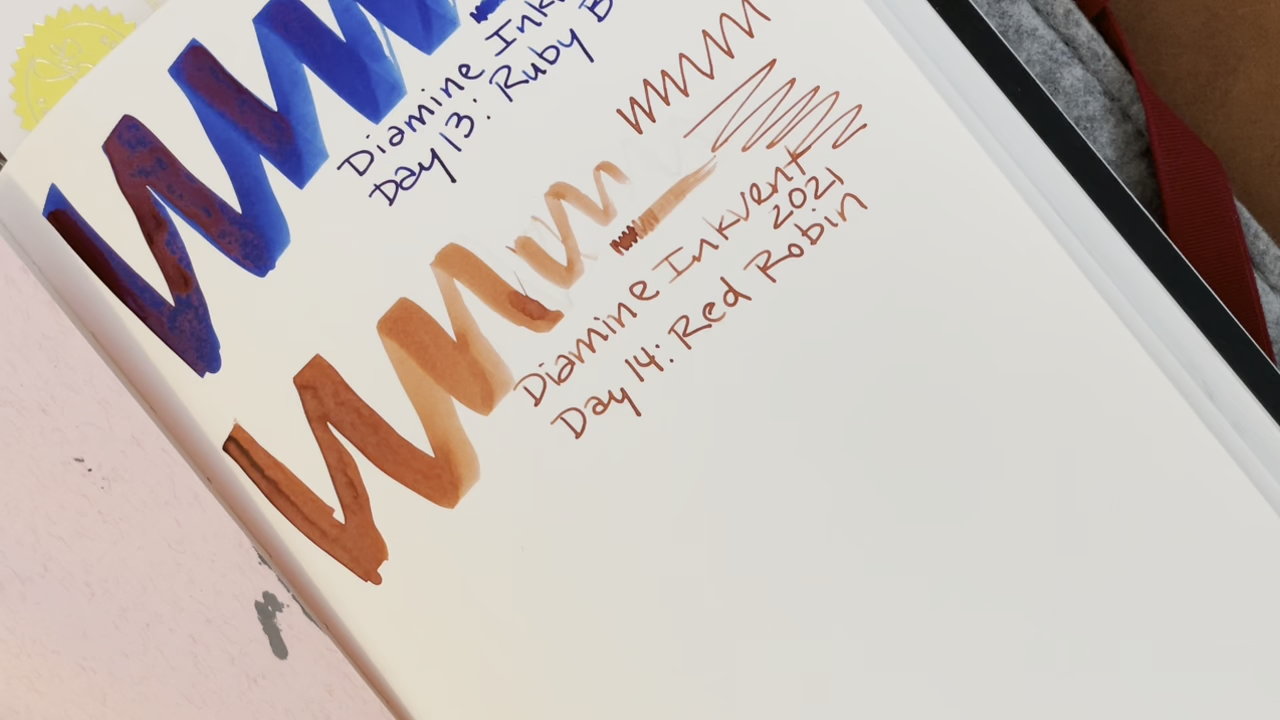 Diamine Ink
Day 13: Ruby B
Diamine Inkvent
2021
Day 14: Red Robin